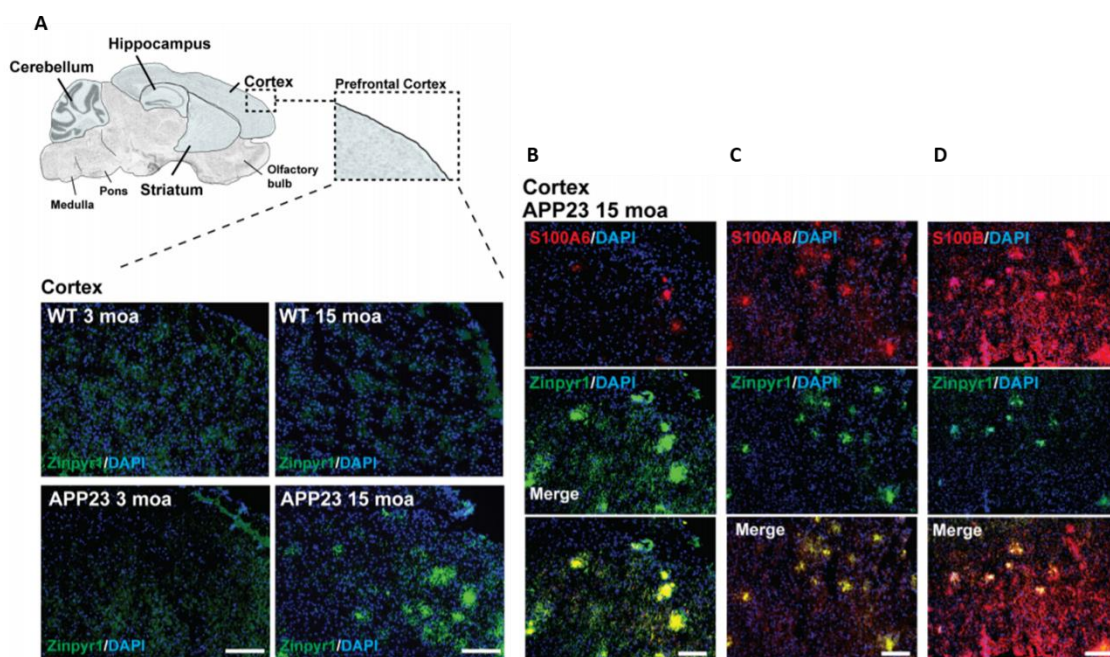 A
Hippocampus
Cerebellum
Cortex
Prefrontal Cortex
Olfactory
bulb
Striatum
Pons
Medulla
Cortex
WT 3 moa
WT 15 moa
Zinpyr1/DAPI
Zinpyr1/DAPI
APP23 3 moa
APP23 15 moa
Zinpyr1/DAPI
Zinpyr1/DAPI
B
C
D
Cortex
APP23 15 moa
S100A6/DAPI
S100A8/DAPI
S100B/DAPI
Zinpyr1/DAPI
Zinpyr1/DAPI
Zinpyr1/DAPI
Merge
Merge
Merge